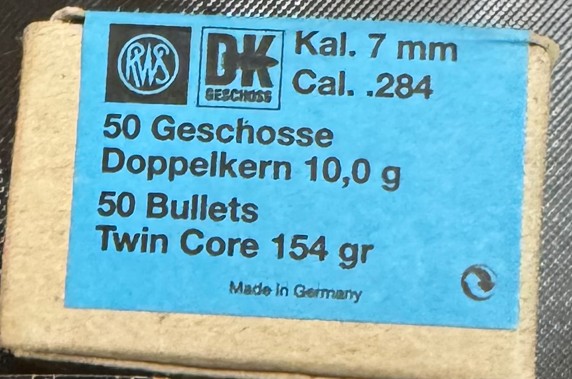 RWS
DK
GESCHOSS
Kal. 7 mm
Cal. .284
50 Geschosse
Doppelkern 10,0 g
50 Bullets
Twin Core 154 gr
Made in Germany